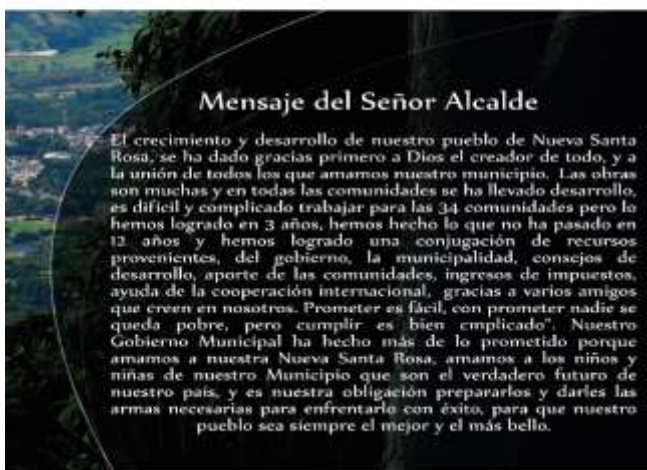 Mensaje del Señor Alcalde
El crecimiento y desarrollo de nuestro pueblo de Nueva Santa
Rosa, se ha dado gracias primero a Dios el creador de todo, y a
la unión de todos los que amamos nuestro municipio. Las obras
son muchas y en todas las comunidades se ha llevado desarrollo,
es difícil y complicado trabajar para las 34 comunidades pero lo
hemos logrado en 3 años, hemos hecho lo que no ha pasado en
12 años y hemos logrado una conjugación de recursos
provenientes, del gobierno, la municipalidad, consejos de
desarrollo, aporte de las comunidades, ingresos de impuestos,
ayuda de la cooperación internacional, gracias a varios amigos
que creen en nosotros. Prometer es fácil, con prometer nadie se
queda pobre, pero cumplir es bien cmplicado". Nuestro
Gobierno Municipal ha hecho más de lo prometido porque
amamos a nuestra Nueva Santa Rosa, amamos a los niños y
niñas de nuestro Municipio que son el verdadero futuro de
nuestro país, y es nuestra obligación prepararlos y darles las
armas necesarias para enfrentarlo con éxito, para que nuestro
pueblo sea siempre el mejor y el más bello.